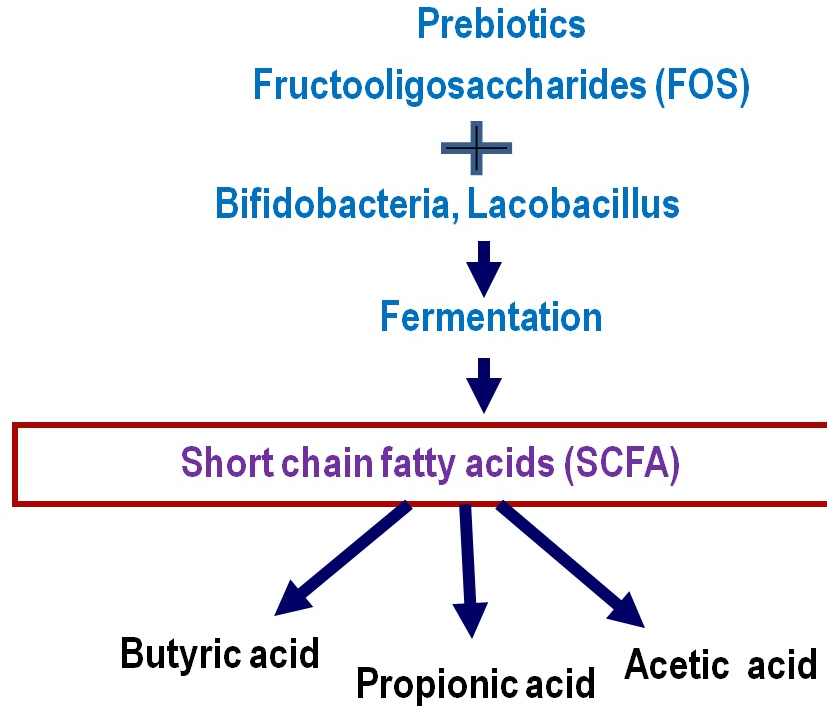 Prebiotics
Fructooligosaccharides (FOS)
Bifidobacteria, Lacobacillus
Fermentation
Short chain fatty acids (SCFA)
Butyric acid
Propionic acid
Acetic acid